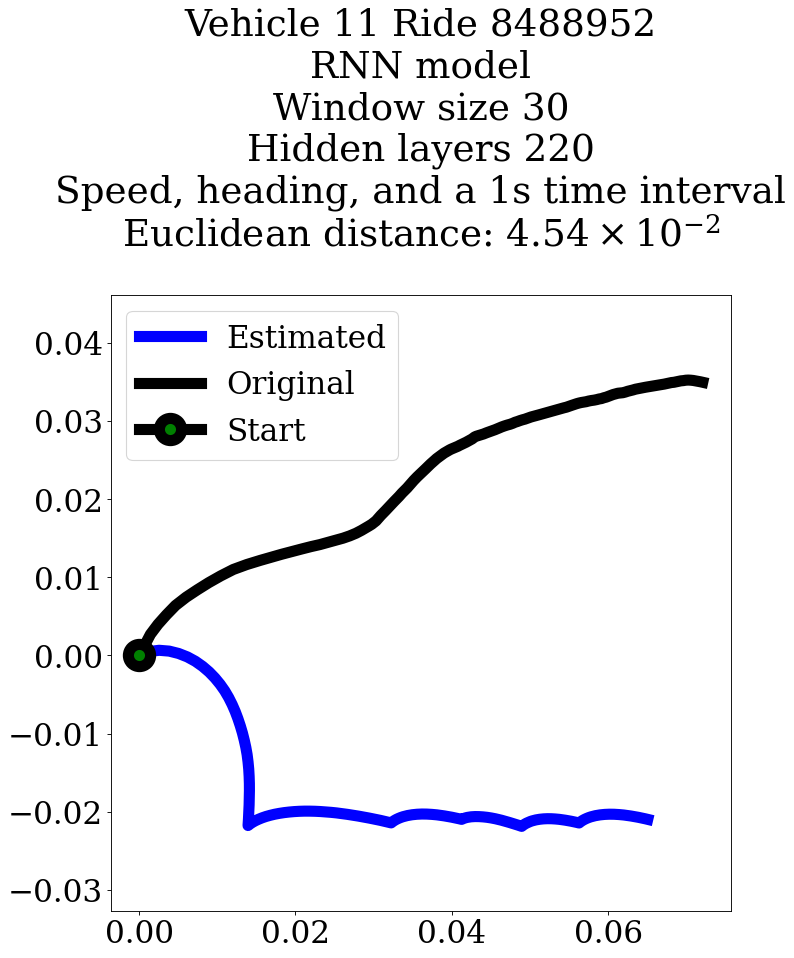 Vehicle 11 Ride 8488952
RNN model
Window size 30
Hidden layers 220
Speed, heading, and a 1s time interval
Euclidean distance: 4.54 × 10⁻²
Estimated
Original
Start
0.04
0.03
0.02
0.01
0.00
−0.01
−0.02
−0.03
0.00 0.02 0.04 0.06